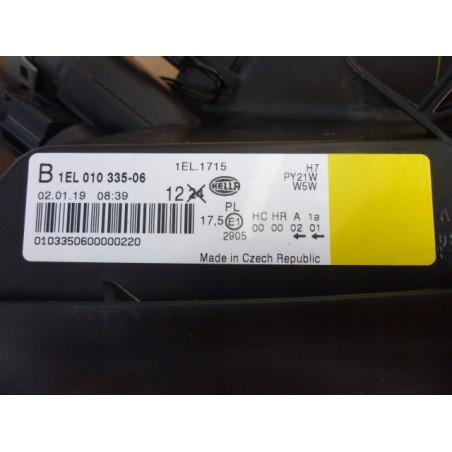 1EL.1715
H7
B 1EL 010 335-06
PY21W
W5W
02.01.19 08:39
12 24
HELLA
PL
17,5 E1
HC HR A 1a
00 00 02 01
2905
← ←
0103350600000220
Made in Czech Republic